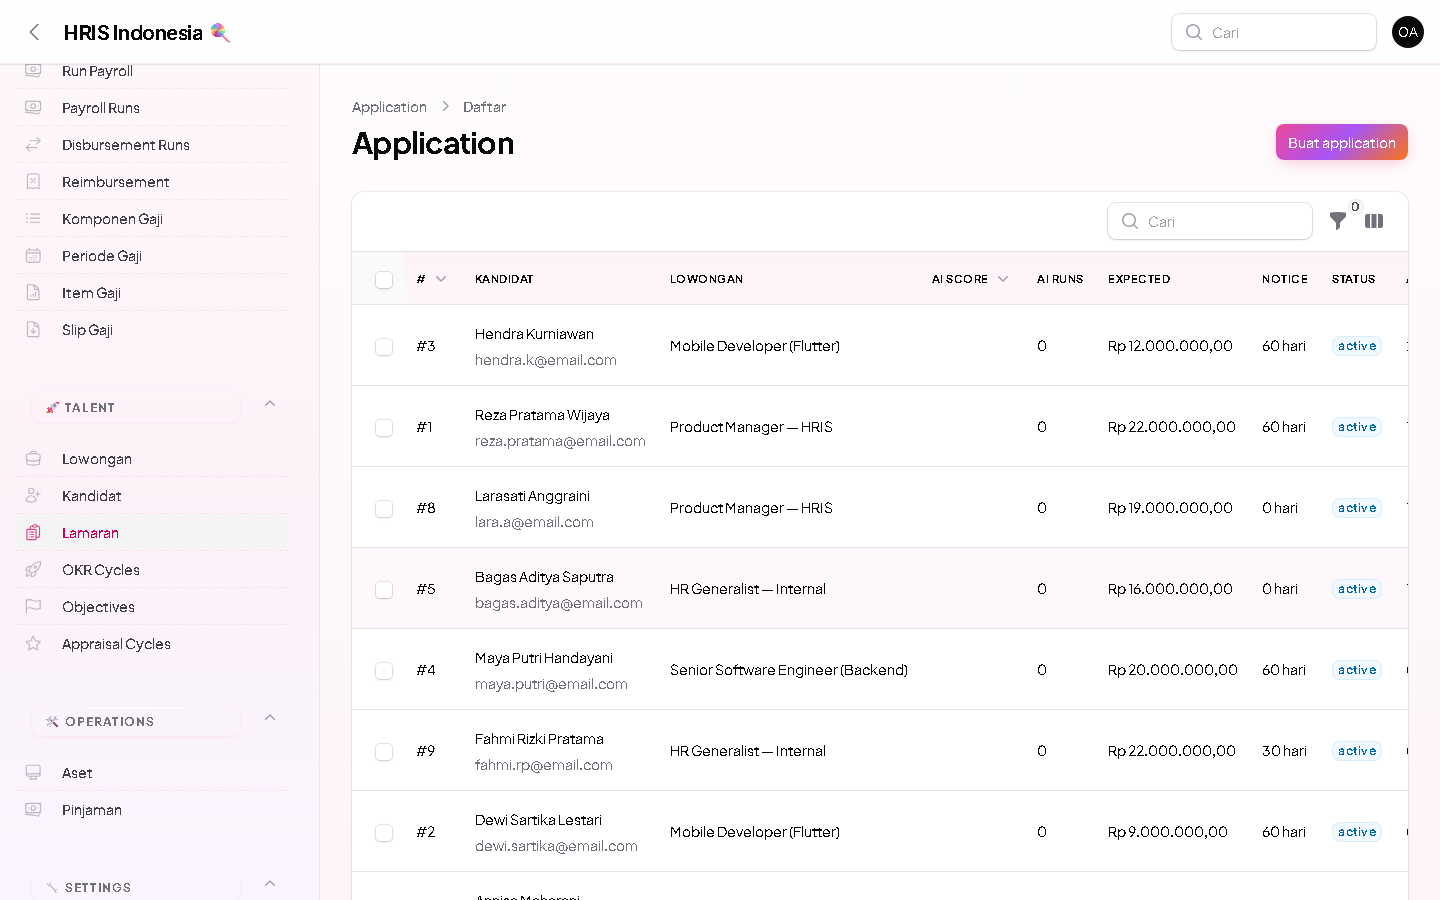 HRIS Indonesia
Cari
OA
Run Payroll
Payroll Runs
Disbursement Runs
Reimbursement
Komponen Gaji
Periode Gaji
Item Gaji
Slip Gaji
TALENT
Lowongan
Kandidat
Lamaran
OKR Cycles
Objectives
Appraisal Cycles
OPERATIONS
Aset
Pinjaman
SETTINGS
Application > Daftar
Application
Buat application
Cari
0
# KANDIDAT LOWONGAN AI SCORE AI RUNS EXPECTED NOTICE STATUS
#3 Hendra Kurniawan Mobile Developer (Flutter) 0 Rp 12.000.000,00 60 hari active
hendra.k@email.com
#1 Reza Pratama Wijaya Product Manager — HRIS 0 Rp 22.000.000,00 60 hari active
reza.pratama@email.com
#8 Larasati Anggraini Product Manager — HRIS 0 Rp 19.000.000,00 0 hari active
lara.a@email.com
#5 Bagas Aditya Saputra HR Generalist — Internal 0 Rp 16.000.000,00 0 hari active
bagas.aditya@email.com
#4 Maya Putri Handayani Senior Software Engineer (Backend) 0 Rp 20.000.000,00 60 hari active
maya.putri@email.com
#9 Fahmi Rizki Pratama HR Generalist — Internal 0 Rp 22.000.000,00 30 hari active
fahmi.rp@email.com
#2 Dewi Sartika Lestari Mobile Developer (Flutter) 0 Rp 9.000.000,00 60 hari active
dewi.sartika@email.com